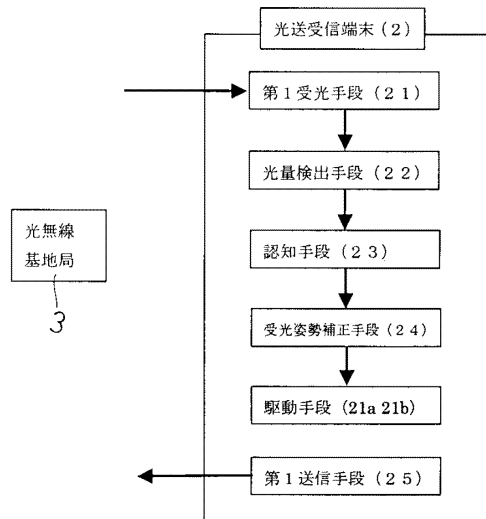 光送受信端末（２）
第１受光手段（２１）
光量検出手段（２２）
認知手段（２３）
受光姿勢補正手段（２４）
駆動手段 (21a 21b)
第１送信手段（２５）
光無線
基地局
3